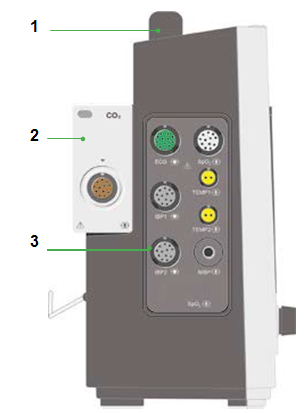 1
CO₂
2
ECG SpO₂
TEMP1
IBP1
TEMP2
3
IBP2 NIBP
SpO₂